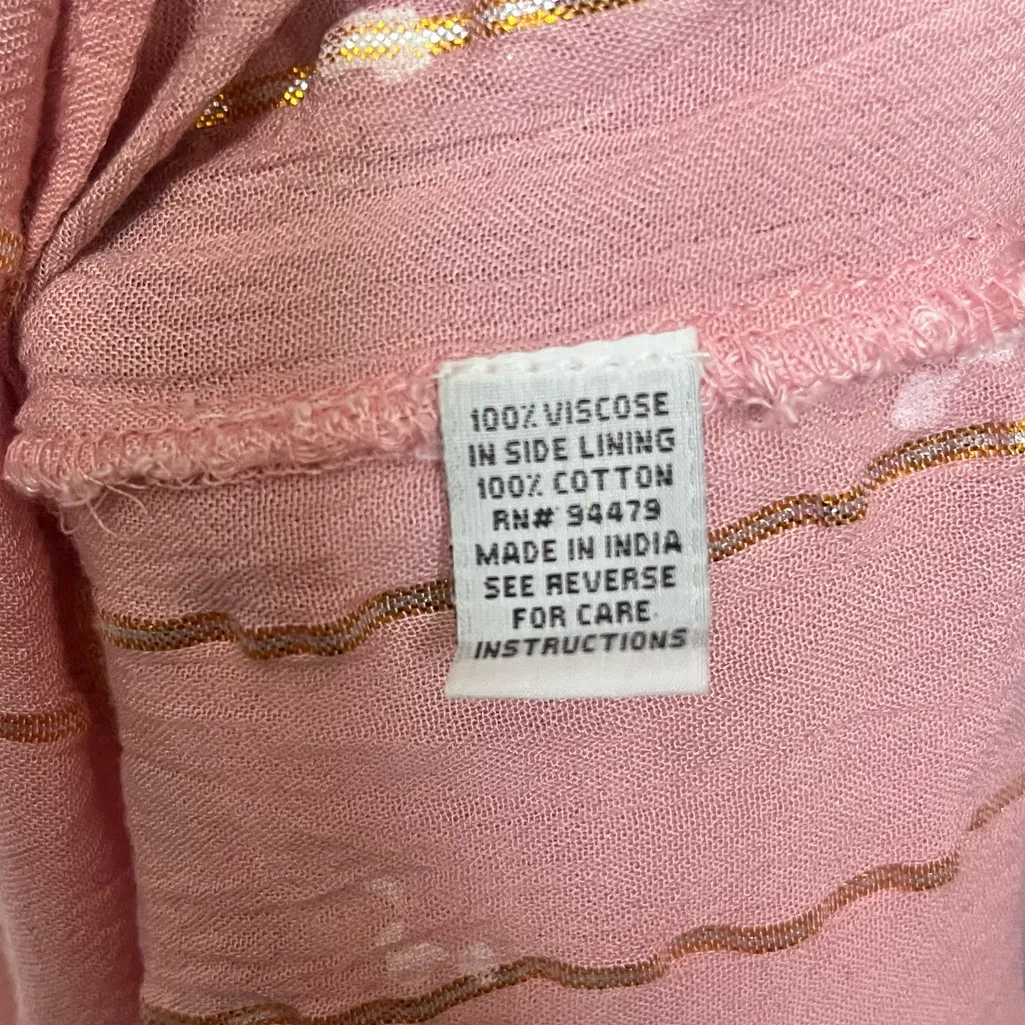 100% VISCOSE
IN SIDE LINING
100% COTTON
RN# 94479
MADE IN INDIA
SEE REVERSE
FOR CARE
INSTRUCTIONS